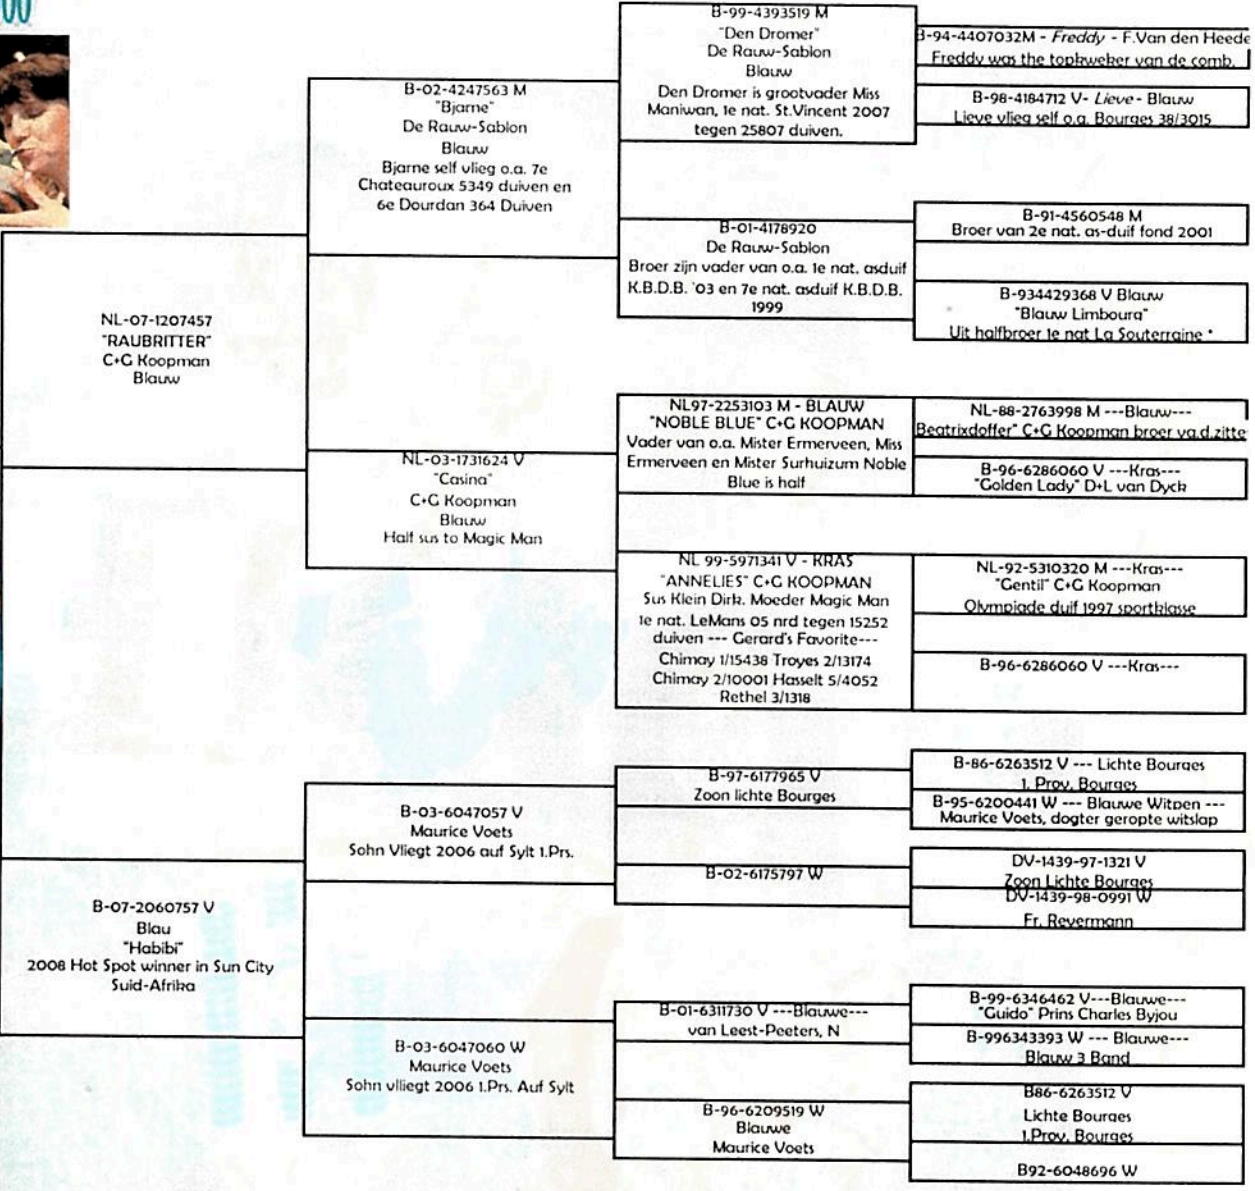 00
NL-07-1207457
"RAUBRITTER"
C+G Koopman
Blauw
B-07-2060757 V
Blau
"Habibi"
2008 Hot Spot winner in Sun City
Suid-Afrika
B-02-4247563 M
"Bjarne"
De Rauw-Sablon
Blauw
Bjarne self vlieg o.a. 7e
Chateauroux 5349 duiven en
6e Dourdan 364 Duiven
NL-03-1731624 V
"Casina"
C+G Koopman
Blauw
Half sus to Magic Man
B-03-6047057 V
Maurice Voets
Sohn Vliegt 2006 auf Sylt 1.Prs.
B-03-6047060 W
Maurice Voets
Sohn vlliegt 2006 1.Prs. Auf Sylt
B-99-4393519 M
"Den Dromer"
De Rauw-Sablon
Blauw
Den Dromer is grootvader Miss
Maniwan, 1e nat. St.Vincent 2007
tegen 25807 duiven.
B-01-4178920
De Rauw-Sablon
Broer zijn vader van o.a. 1e nat. asduif
K.B.D.B. '03 en 7e nat. asduif K.B.D.B.
1999
NL97-2253103 M - BLAUW
"NOBLE BLUE" C+G KOOPMAN
Vader van o.a. Mister Ermerveen, Miss
Ermerveen en Mister Surhuizum Noble
Blue is half
NL 99-5971341 V - KRAS
"ANNELIES" C+G KOOPMAN
Sus Klein Dirk. Moeder Magic Man
1e nat. LeMans 05 nrd tegen 15252
duiven --- Gerard's Favorite---
Chimay 1/15438 Troyes 2/13174
Chimay 2/10001 Hasselt 5/4052
Rethel 3/1318
B-97-6177965 V
Zoon lichte Bourges
B-02-6175797 W
B-01-6311730 V ---Blauwe---
van Leest-Peeters, N
B-96-6209519 W
Blauwe
Maurice Voets
B-94-4407032M - Freddy - F.Van den Heede
Freddy was the topkweker van de comb.
B-98-4184712 V- Lieve - Blauw
Lieve vlieg self o.a. Bourges 38/3015
B-91-4560548 M
Broer van 2e nat. as-duif fond 2001
B-934429368 V Blauw
"Blauw Limboura"
Uit halfbroer 1e nat La Souterraine "
NL-88-2763998 M ---Blauw---
Beatrixdoffer" C+G Koopman broer va.d.zitte
B-96-6286060 V ---Kras---
"Golden Lady" D+L van Dyck
NL-92-5310320 M ---Kras---
"Gentil" C+G Koopman
Olympiade duif 1997 sportklasse
B-96-6286060 V ---Kras---
B-86-6263512 V --- Lichte Bourges
1. Prov. Bourges
B-95-6200441 W --- Blauwe Witpen ---
Maurice Voets, dogter geropte witslap
DV-1439-97-1321 V
Zoon Lichte Bourges
DV-1439-98-0991 W
Fr. Revermann
B-99-6346462 V---Blauwe---
"Guido" Prins Charles Byjou
B-996343393 W --- Blauwe---
Blauw 3 Band
B86-6263512 V
Lichte Bourges
1.Prov. Bourges
B92-6048696 W